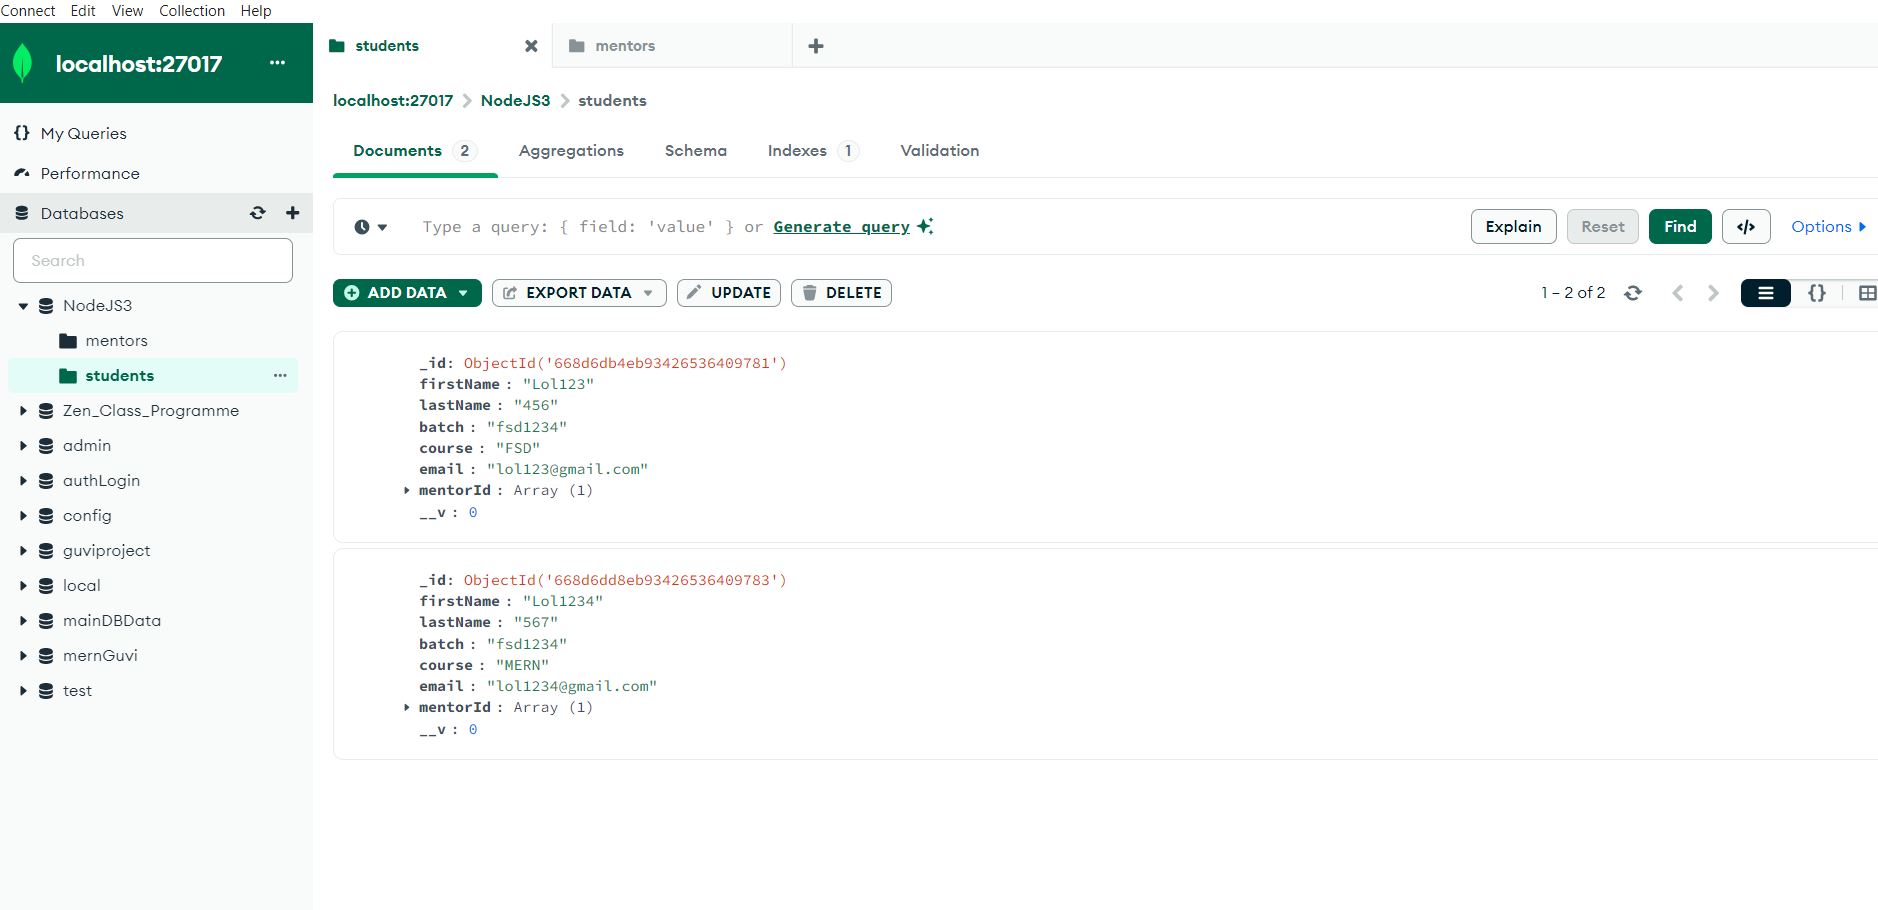 Connect Edit View Collection Help
localhost:27017 ...
My Queries
Performance
Databases
Search
NodeJS3
mentors
students ...
Zen_Class_Programme
admin
authLogin
config
guviproject
local
mainDBData
mernGuvi
test
students mentors
localhost:27017 > NodeJS3 > students
Documents 2 Aggregations Schema Indexes 1 Validation
Type a query: { field: 'value' } or Generate query Explain Reset Find </> Options
ADD DATA EXPORT DATA UPDATE DELETE 1 – 2 of 2 {}
_id: ObjectId('668d6db4eb93426536409781')
firstName : "Lol123"
lastName : "456"
batch : "fsd1234"
course : "FSD"
email : "lol123@gmail.com"
mentorId : Array (1)
__v : 0
_id: ObjectId('668d6dd8eb93426536409783')
firstName : "Lol1234"
lastName : "567"
batch : "fsd1234"
course : "MERN"
email : "lol1234@gmail.com"
mentorId : Array (1)
__v : 0